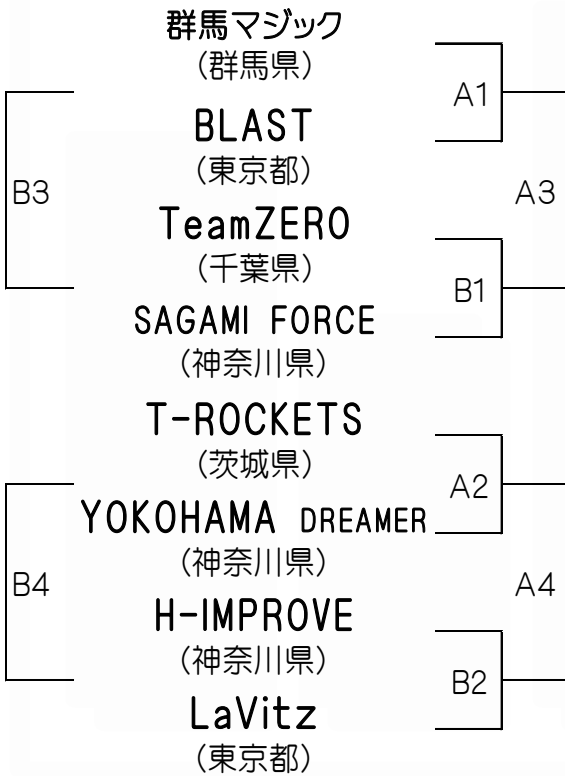 群馬マジック
(群馬県)
A1
BLAST
(東京都)
B3
A3
TeamZERO
(千葉県)
B1
SAGAMI FORCE
(神奈川県)
T-ROCKETS
(茨城県)
A2
YOKOHAMA DREAMER
(神奈川県)
B4
A4
H-IMPROVE
(神奈川県)
B2
LaVitz
(東京都)